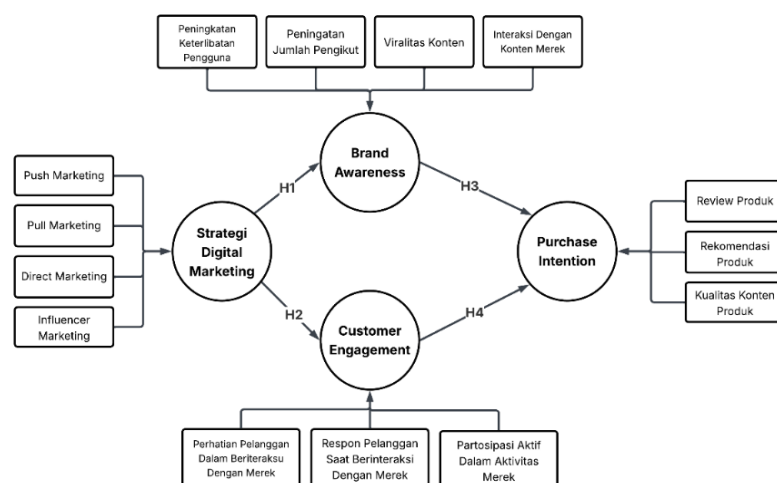 Peningkatan
Keterlibatan
Pengguna
Peningatan
Jumlah Pengikut
Viralitas Konten
Interaksi Dengan
Konten Merek
Brand
Awareness
H1
H3
Push Marketing
Pull Marketing
Direct Marketing
Influencer
Marketing
Strategi
Digital
Marketing
Purchase
Intention
Review Produk
Rekomendasi
Produk
Kualitas Konten
Produk
H2
H4
Customer
Engagement
Perhatian Pelanggan
Dalam Beriteraksu
Dengan Merek
Respon Pelanggan
Saat Berinteraksi
Dengan Merek
Partosipasi Aktif
Dalam Aktivitas
Merek